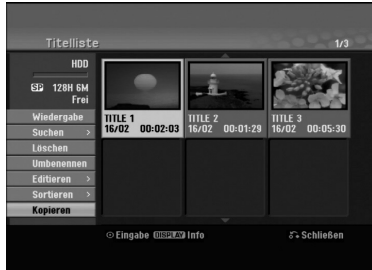 Titelliste
1/3
HDD
SP 128H 6M
Frei
Wiedergabe
Suchen >
Löschen
Umbenennen
Editieren >
Sortieren >
Kopieren
TITLE 1
16/02 00:02:03
TITLE 2
16/02 00:01:29
TITLE 3
16/02 00:05:30
Eingabe DISPLAY Info
Schließen